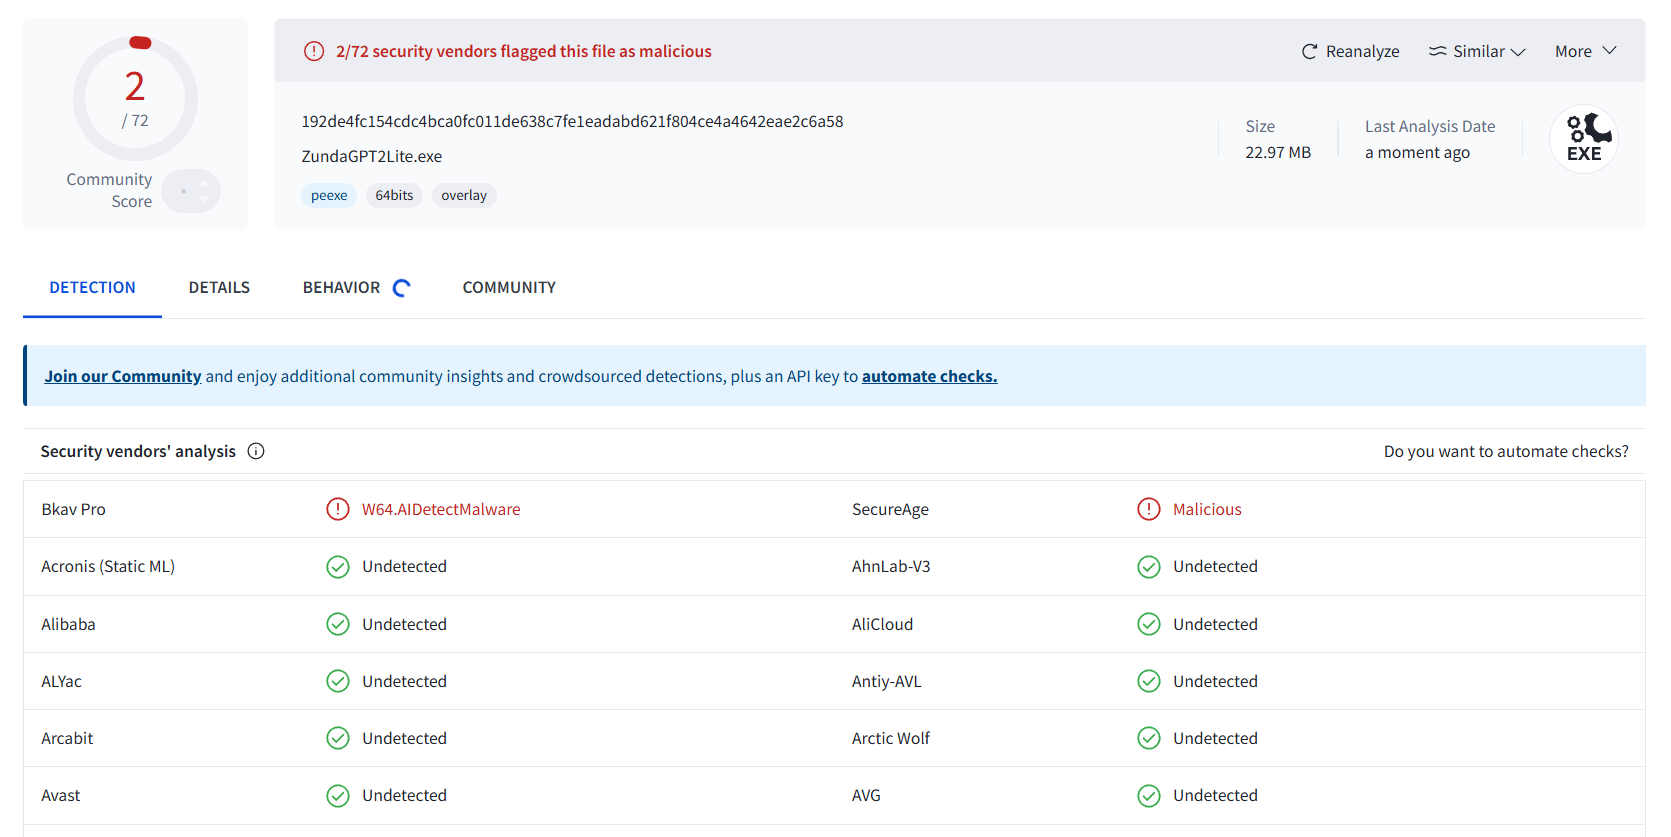 2
/ 72
Community
Score
2/72 security vendors flagged this file as malicious
Reanalyze
Similar
More
192de4fc154cdc4bca0fc011de638c7fe1eadabd621f804ce4a4642eae2c6a58
ZundaGPT2Lite.exe
peexe
64bits
overlay
Size
22.97 MB
Last Analysis Date
a moment ago
EXE
DETECTION
DETAILS
BEHAVIOR
COMMUNITY
Join our Community and enjoy additional community insights and crowdsourced detections, plus an API key to automate checks.
Security vendors' analysis
Do you want to automate checks?
Bkav Pro
W64.AIDetectMalware
SecureAge
Malicious
Acronis (Static ML)
Undetected
AhnLab-V3
Undetected
Alibaba
Undetected
AliCloud
Undetected
ALYac
Undetected
Antiy-AVL
Undetected
Arcabit
Undetected
Arctic Wolf
Undetected
Avast
Undetected
AVG
Undetected